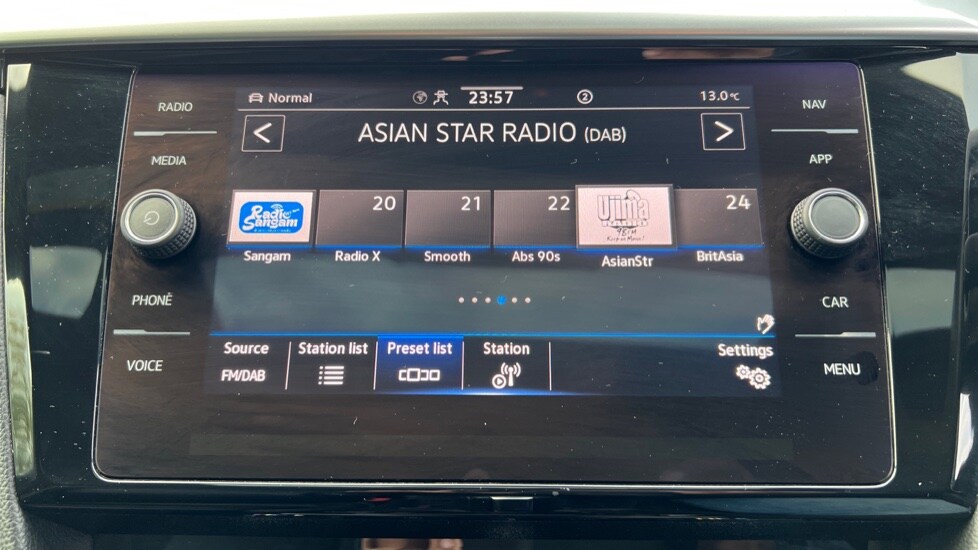 RADIO
MEDIA
PHONE
VOICE
Normal 23:57 2 13.0°C
< ASIAN STAR RADIO (DAB) >
Radio Sangam 20 21 22 Ujima 98FM 24
Sangam Radio X Smooth Abs 90s AsianStr BritAsia
Source Station list Preset list Station Settings
FM/DAB
NAV
APP
CAR
MENU